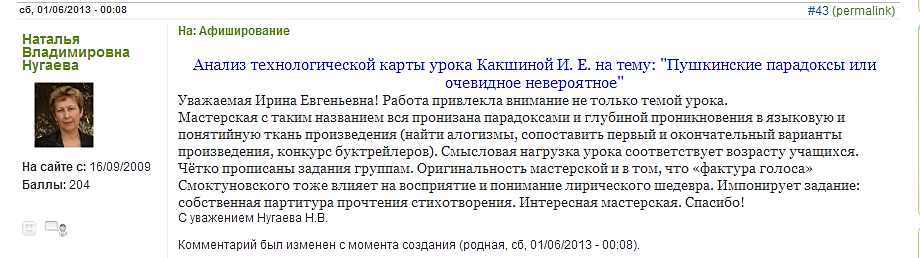 сб, 01/06/2013 - 00:08
#43 (permalink)
Наталья
Владимировна
Нугаева
На сайте с: 16/09/2009
Баллы: 204
На: Афиширование
Анализ технологической карты урока Какшиной И. Е. на тему: "Пушкинские парадоксы или
очевидное невероятное"
Уважаемая Ирина Евгеньевна! Работа привлекла внимание не только темой урока.
Мастерская с таким названием вся пронизана парадоксами и глубиной проникновения в языковую и
понятийную ткань произведения (найти алогизмы, сопоставить первый и окончательный варианты
произведения, конкурс буктрейлеров). Смысловая нагрузка урока соответствует возрасту учащихся.
Чётко прописаны задания группам. Оригинальность мастерской и в том, что «фактура голоса»
Смоктуновского тоже влияет на восприятие и понимание лирического шедевра. Импонирует задание:
собственная партитура прочтения стихотворения. Интересная мастерская. Спасибо!
С уважением Нугаева Н.В.
Комментарий был изменен с момента создания (родная, сб, 01/06/2013 - 00:08).